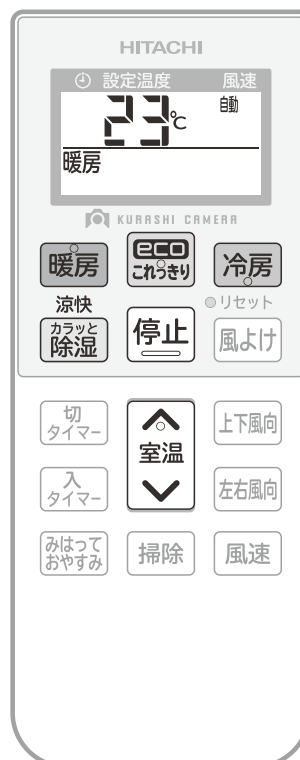 HITACHI
設定温度 風速
23℃ 自動
暖房
KURASHI CAMERA
暖房
eco
これっきり
冷房
涼快
リセット
カラッと
除湿
停止
風よけ
切
タイマー
室温
上下風向
入
タイマー
左右風向
みはって
おやすみ
掃除
風速